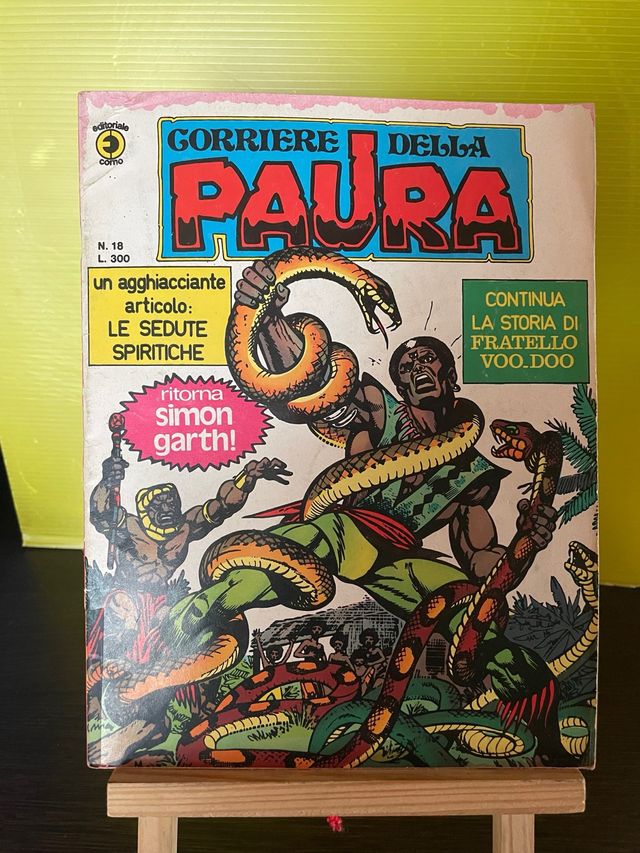 editoriale
como
CORRIERE DELLA
PAURA
N. 18
L. 300
un agghiacciante
articolo:
LE SEDUTE
SPIRITICHE
CONTINUA
LA STORIA DI
FRATELLO
VOO-DOO
ritorna
simon
garth!